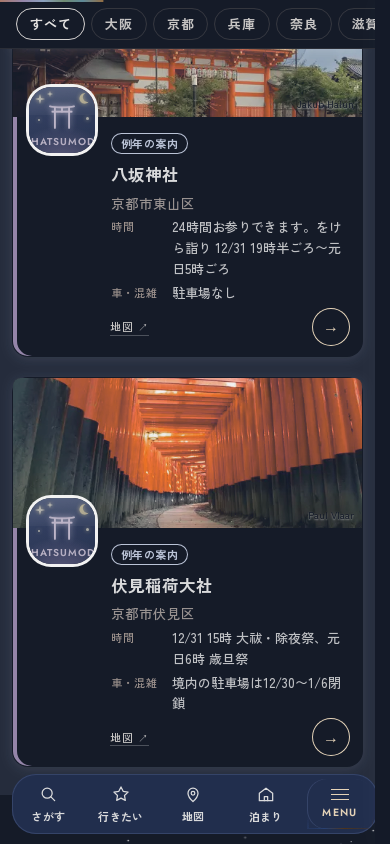 すべて 大阪 京都 兵庫 奈良 滋賀
Jakub Hałun
HATSUMOD
例年の案内
八坂神社
京都市東山区
時間 24時間お参りできます。をけ
ら詣り 12/31 19時半ごろ〜元
日5時ごろ
車・混雑 駐車場なし
地図 ↗ →
Paul Vlaar
HATSUMOD
例年の案内
伏見稲荷大社
京都市伏見区
時間 12/31 15時 大祓・除夜祭、元
日6時 歳旦祭
車・混雑 境内の駐車場は12/30〜1/6閉
鎖
地図 ↗ →
さがす 行きたい 地図 泊まり MENU